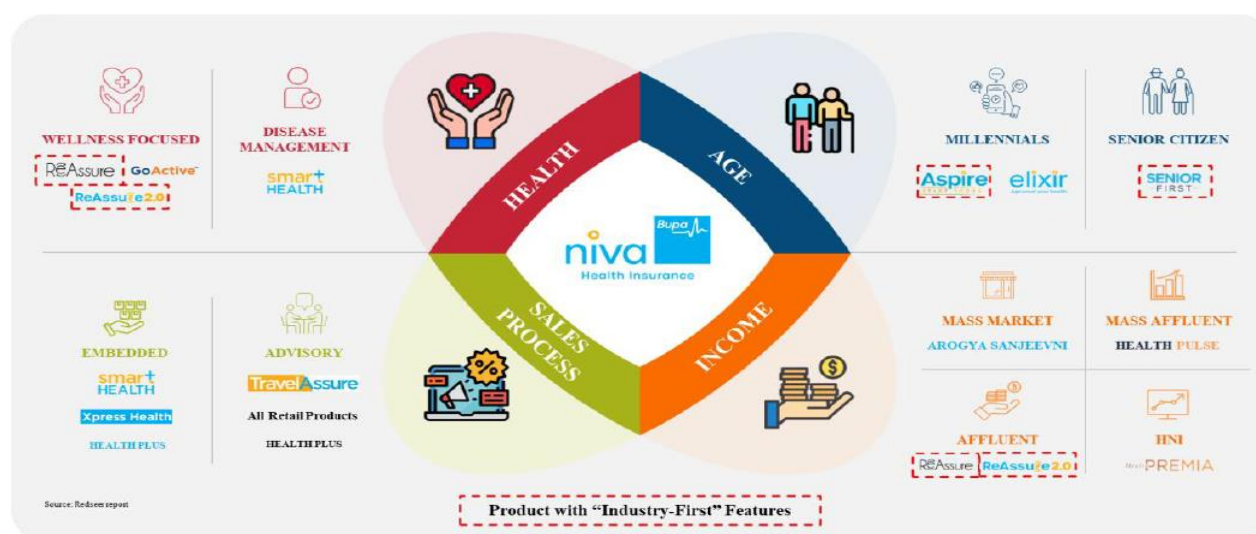 WELLNESS FOCUSED
ReAssure
GoActive™
ReAssure2.0
DISEASE
MANAGEMENT
smart
HEALTH
HEALTH
AGE
SALES
PROCESS
INCOME
niva
Bupa
Health Insurance
MILLENNIALS
Aspire
elixir
SENIOR CITIZEN
SENIOR
FIRST
EMBEDDED
smart
HEALTH
Xpress Health
HEALTH PLUS
ADVISORY
TravelAssure
All Retail Products
HEALTH PLUS
MASS MARKET
AROGYA SANJEEVNI
MASS AFFLUENT
HEALTH PULSE
AFFLUENT
ReAssure
ReAssure2.0
HNI
Health PREMIA
Source: Redseer report
Product with “Industry-First” Features